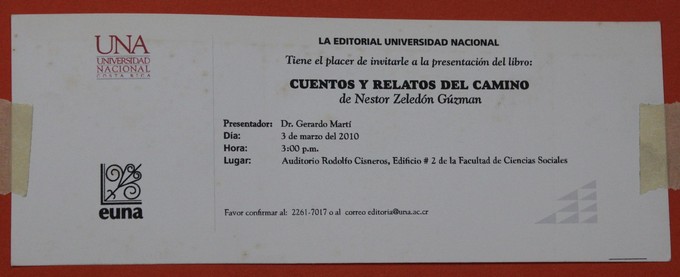 UNA
UNIVERSIDAD
NACIONAL
COSTA RICA
euna
LA EDITORIAL UNIVERSIDAD NACIONAL
Tiene el placer de invitarle a la presentación del libro:
CUENTOS Y RELATOS DEL CAMINO
de Nestor Zeledón Gúzman
Presentador: Dr. Gerardo Martí
Día: 3 de marzo del 2010
Hora: 3:00 p.m.
Lugar: Auditorio Rodolfo Cisneros, Edificio # 2 de la Facultad de Ciencias Sociales
Favor confirmar al: 2261-7017 o al correo editoria@una.ac.cr